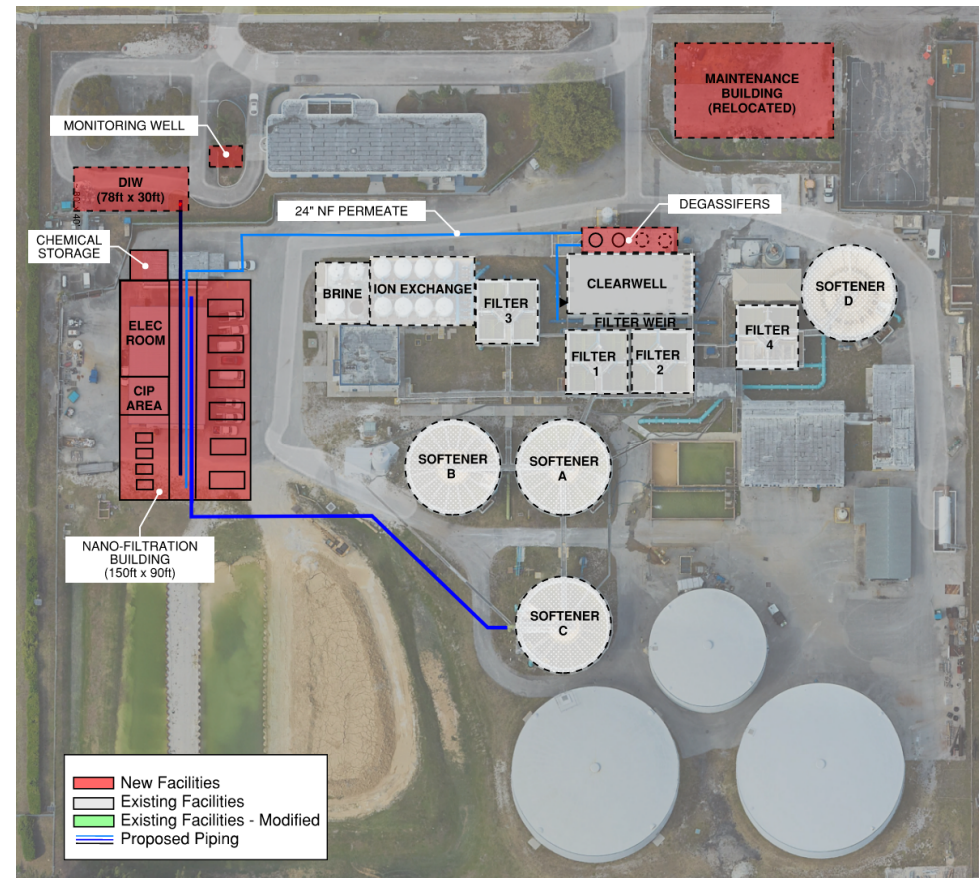 MAINTENANCE
BUILDING
(RELOCATED)
MONITORING WELL
DIW
(78ft x 30ft)
24" NF PERMEATE
DEGASSIFERS
CHEMICAL
STORAGE
BRINE
ION EXCHANGE
FILTER
3
CLEARWELL
SOFTENER
D
FILTER WEIR
FILTER
1
FILTER
2
FILTER
4
ELEC
ROOM
CIP
AREA
SOFTENER
B
SOFTENER
A
NANO-FILTRATION
BUILDING
(150ft x 90ft)
SOFTENER
C
New Facilities
Existing Facilities
Existing Facilities - Modified
Proposed Piping